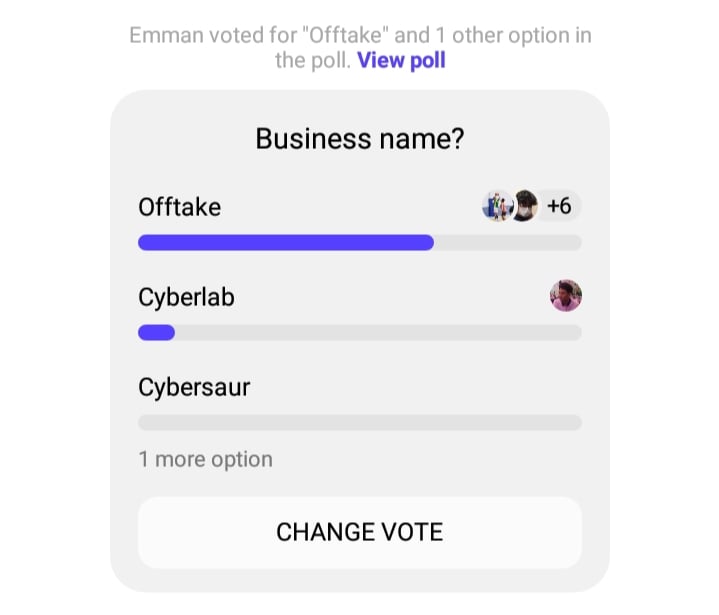 Emman voted for "Offtake" and 1 other option in
the poll. View poll
Business name?
Offtake
+6
Cyberlab
Cybersaur
1 more option
CHANGE VOTE